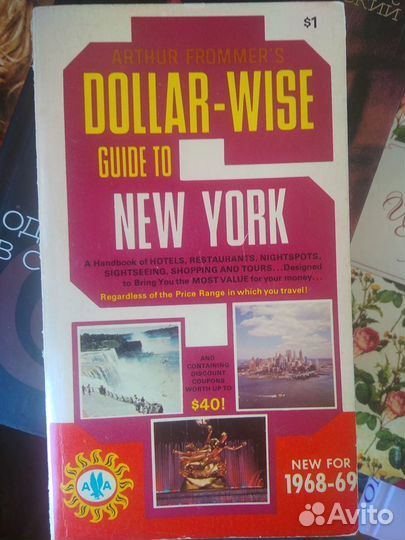 $1
ARTHUR FROMMER'S
DOLLAR-WISE
GUIDE TO
NEW YORK
A Handbook of HOTELS, RESTAURANTS, NIGHTSPOTS,
SIGHTSEEING, SHOPPING AND TOURS...Designed
to Bring You the MOST VALUE for your money...
Regardless of the Price Range in which you travel!
AND
CONTAINING
DISCOUNT
COUPONS
WORTH UP TO
$40!
NEW FOR
1968-69
A A
Avito